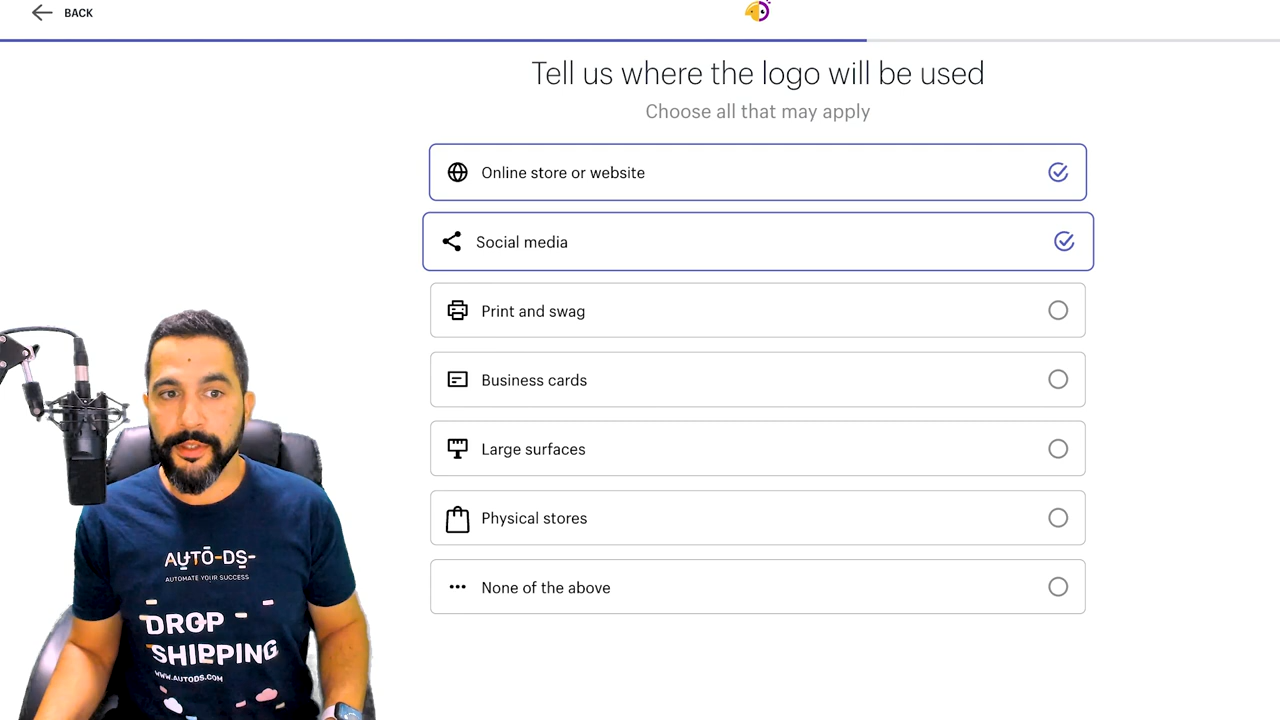 BACK
Tell us where the logo will be used
Choose all that may apply
Online store or website
Social media
Print and swag
Business cards
Large surfaces
Physical stores
None of the above
AUTO-DS
AUTOMATE YOUR SUCCESS
DROP
SHIPPING
WWW.AUTODS.COM